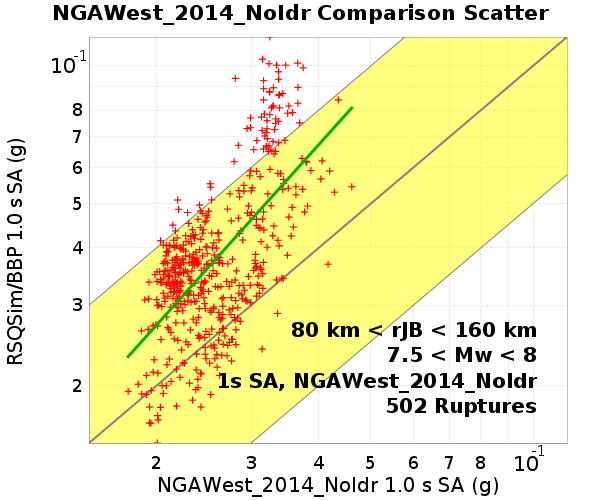 NGAWest_2014_NoIdr Comparison Scatter
10^-1
8
7
6
5
4
3
2
RSQSim/BBP 1.0 s SA (g)
80 km < rJB < 160 km
7.5 < Mw < 8
1s SA, NGAWest_2014_NoIdr
502 Ruptures
2 3 4 5 6 7 8 10^-1
NGAWest_2014_NoIdr 1.0 s SA (g)